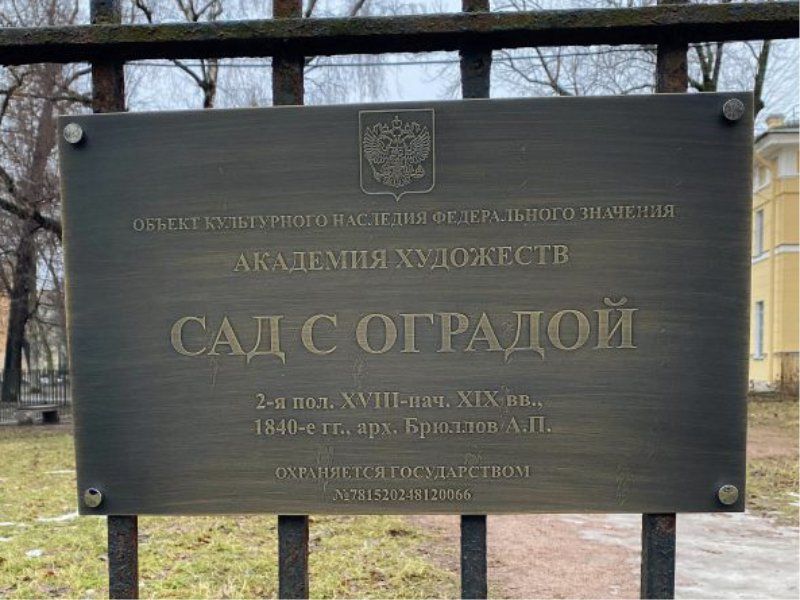 ОБЪЕКТ КУЛЬТУРНОГО НАСЛЕДИЯ ФЕДЕРАЛЬНОГО ЗНАЧЕНИЯ
АКАДЕМИЯ ХУДОЖЕСТВ
САД С ОГРАДОЙ
2-я пол. XVIII-нач. XIX вв.,
1840-е гг., арх. Брюллов А.П.
ОХРАНЯЕТСЯ ГОСУДАРСТВОМ
№781520248120066